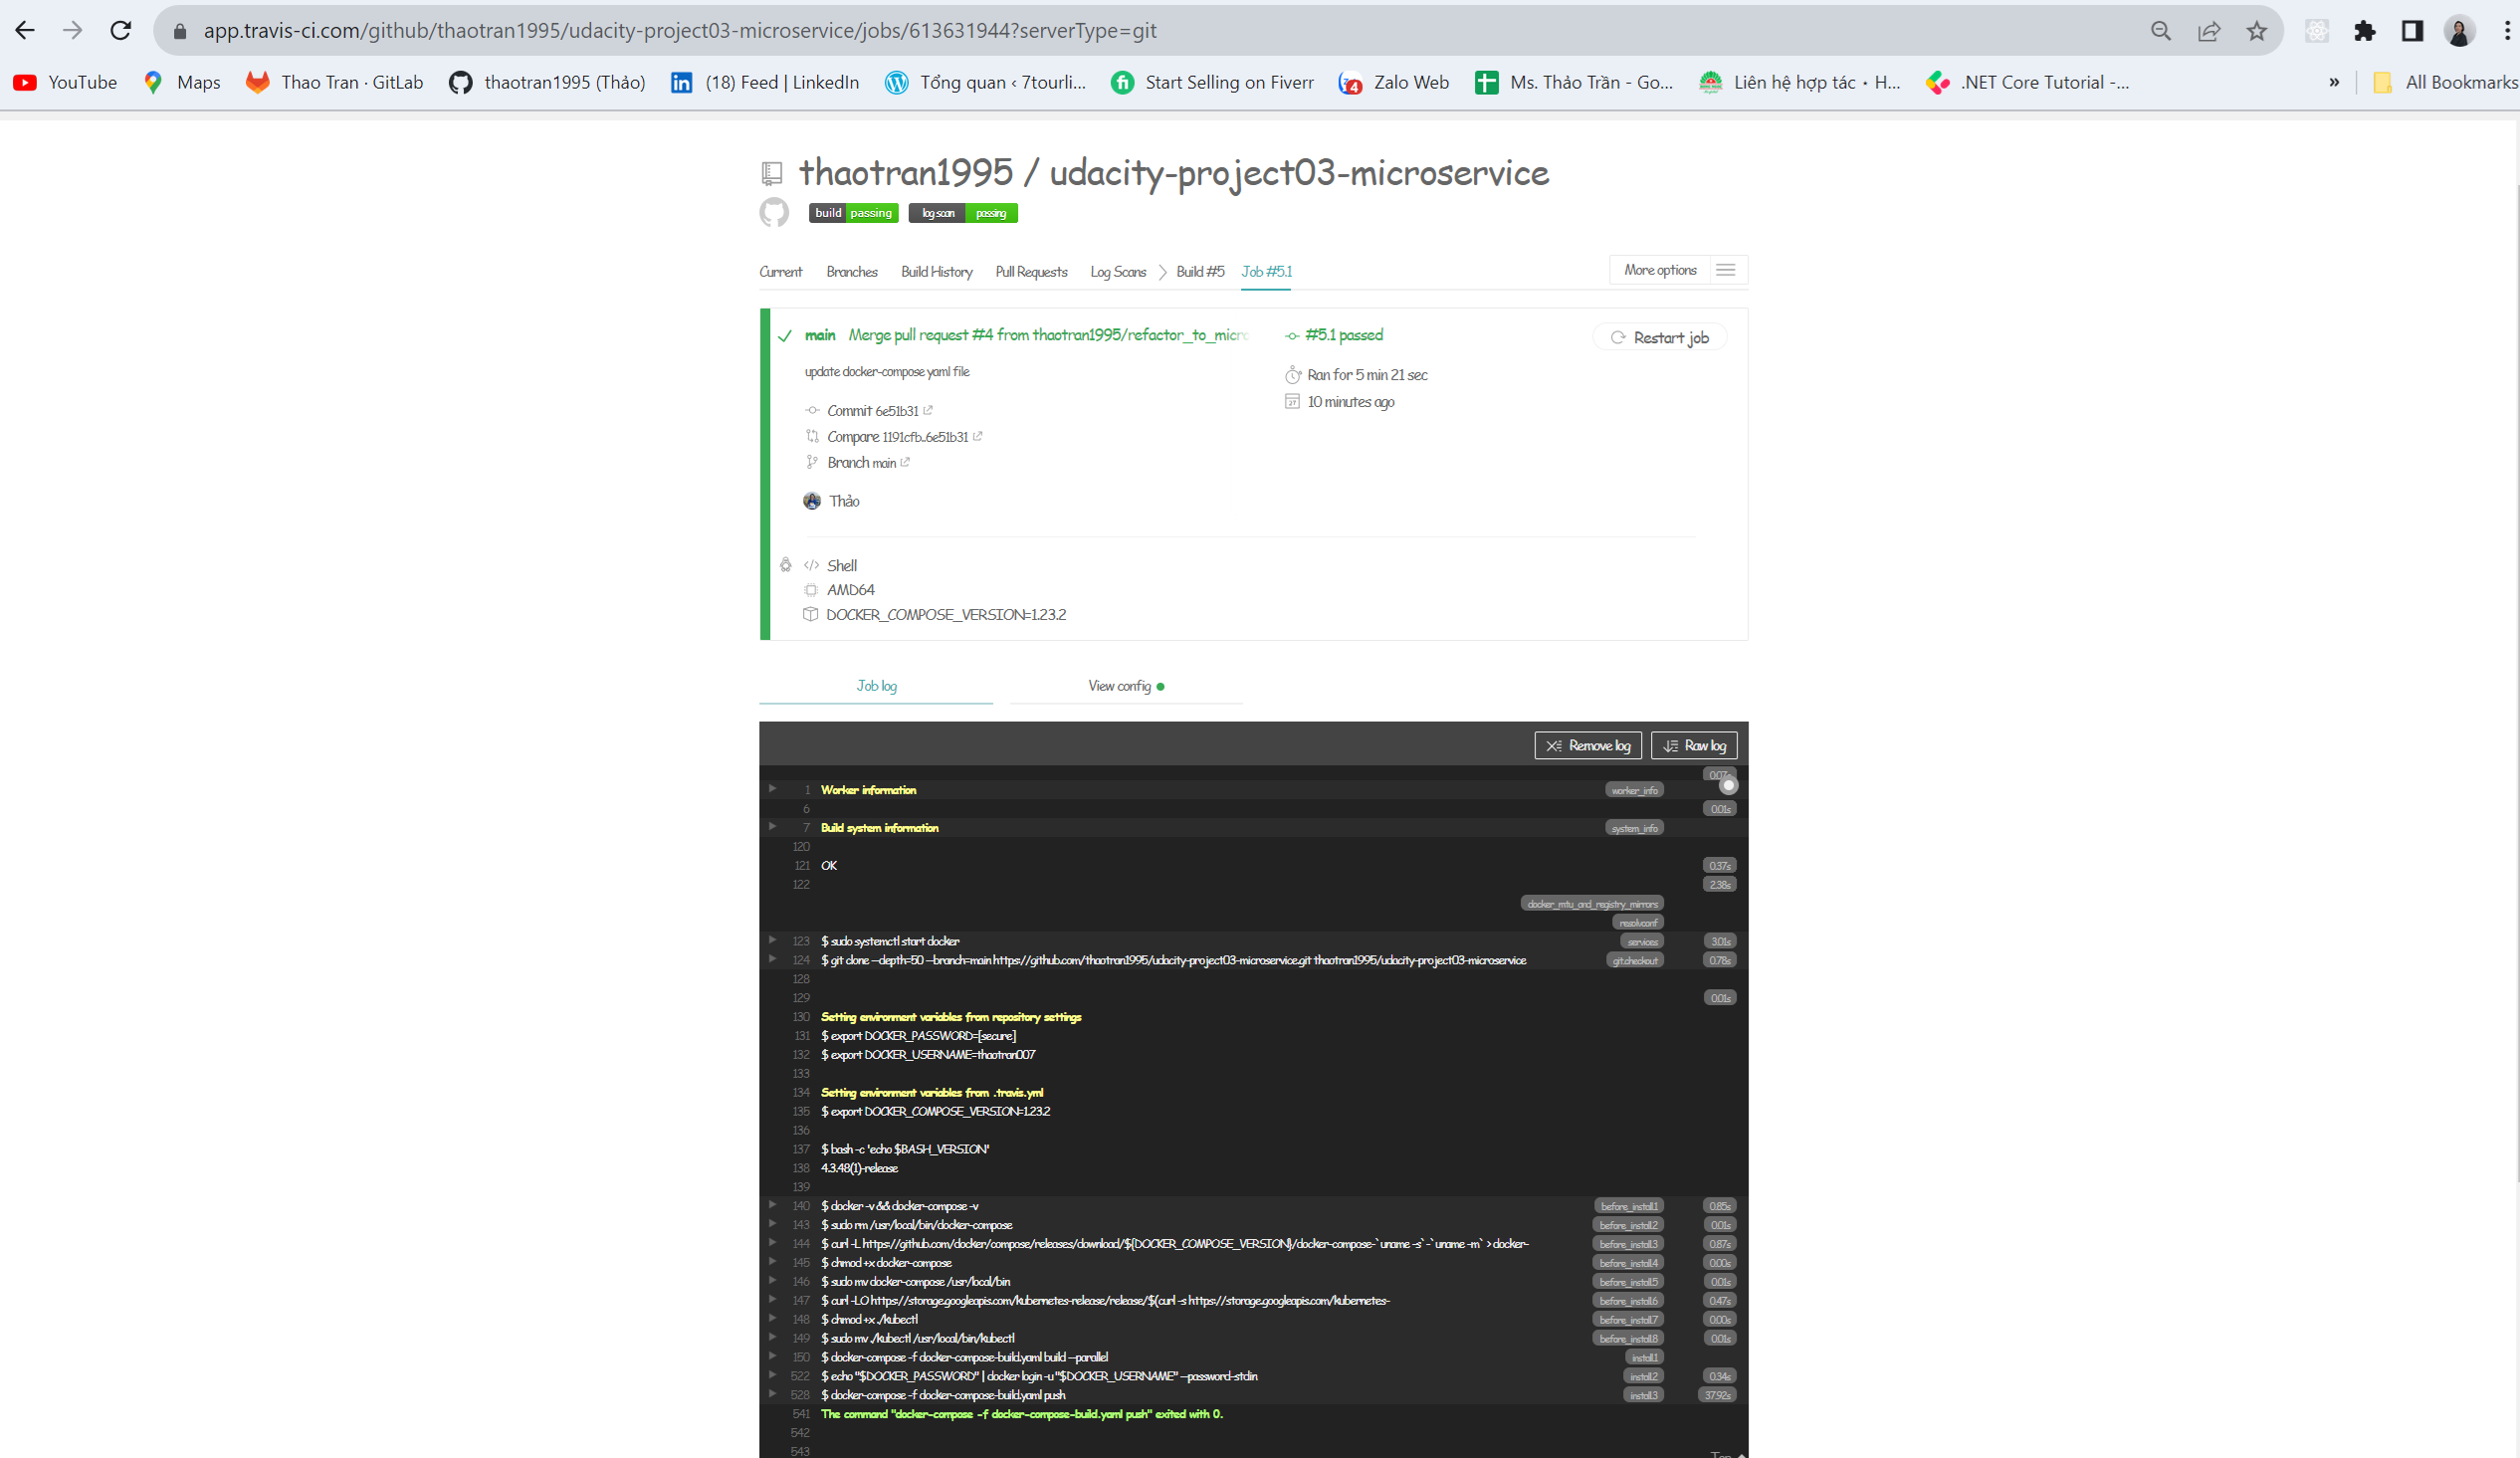 app.travis-ci.com/github/thaotran1995/udacity-project03-microservice/jobs/613631944?serverType=git
YouTube Maps Thao Tran · GitLab thaotran1995 (Thảo) (18) Feed | LinkedIn Tổng quan ‹ 7tourli... Start Selling on Fiverr Zalo Web Ms. Thảo Trần - Go... Liên hệ hợp tác • H... .NET Core Tutorial -... » All Bookmarks
thaotran1995 / udacity-project03-microservice
build passing log scan passing
Current Branches Build History Pull Requests Log Scans Build #5 Job #5.1 More options
main Merge pull request #4 from thaotran1995/refactor_to_micro #5.1 passed Restart job
update docker-compose yaml file Ran for 5 min 21 sec
10 minutes ago
Commit 6e51b31
Compare 1191cfb..6e51b31
Branch main
Thảo
</> Shell
AMD64
DOCKER_COMPOSE_VERSION=1.23.2
Job log View config
Remove log Raw log
1 Worker information worker_info
6 0.01s
7 Build system information system_info
120
121 OK 0.37s
122 2.38s
docker_mtu_and_registry_mirrors
resolvconf
123 $ sudo systemctl start docker services 3.01s
124 $ git clone --depth=50 --branch=main https://github.com/thaotran1995/udacity-project03-microservice.git thaotran1995/udacity-project03-microservice git.checkout 0.78s
128
129 0.01s
130 Setting environment variables from repository settings
131 $ export DOCKER_PASSWORD=[secure]
132 $ export DOCKER_USERNAME=thaotran007
133
134 Setting environment variables from .travis.yml
135 $ export DOCKER_COMPOSE_VERSION=1.23.2
136
137 $ bash -c 'echo $BASH_VERSION'
138 4.3.48(1)-release
139
140 $ docker -v && docker-compose -v before_install.1 0.85s
143 $ sudo rm /usr/local/bin/docker-compose before_install.2 0.01s
144 $ curl -L https://github.com/docker/compose/releases/download/${DOCKER_COMPOSE_VERSION}/docker-compose-`uname -s`-`uname -m` > docker- before_install.3 0.87s
145 $ chmod +x docker-compose before_install.4 0.00s
146 $ sudo mv docker-compose /usr/local/bin before_install.5 0.01s
147 $ curl -LO https://storage.googleapis.com/kubernetes-release/release/$(curl -s https://storage.googleapis.com/kubernetes- before_install.6 0.47s
148 $ chmod +x ./kubectl before_install.7 0.00s
149 $ sudo mv ./kubectl /usr/local/bin/kubectl before_install.8 0.01s
150 $ docker-compose -f docker-compose-build.yaml build --parallel install.1
522 $ echo "$DOCKER_PASSWORD" | docker login -u "$DOCKER_USERNAME" --password-stdin install.2 0.34s
528 $ docker-compose -f docker-compose-build.yaml push install.3 37.92s
541 The command "docker-compose -f docker-compose-build.yaml push" exited with 0.
542
543